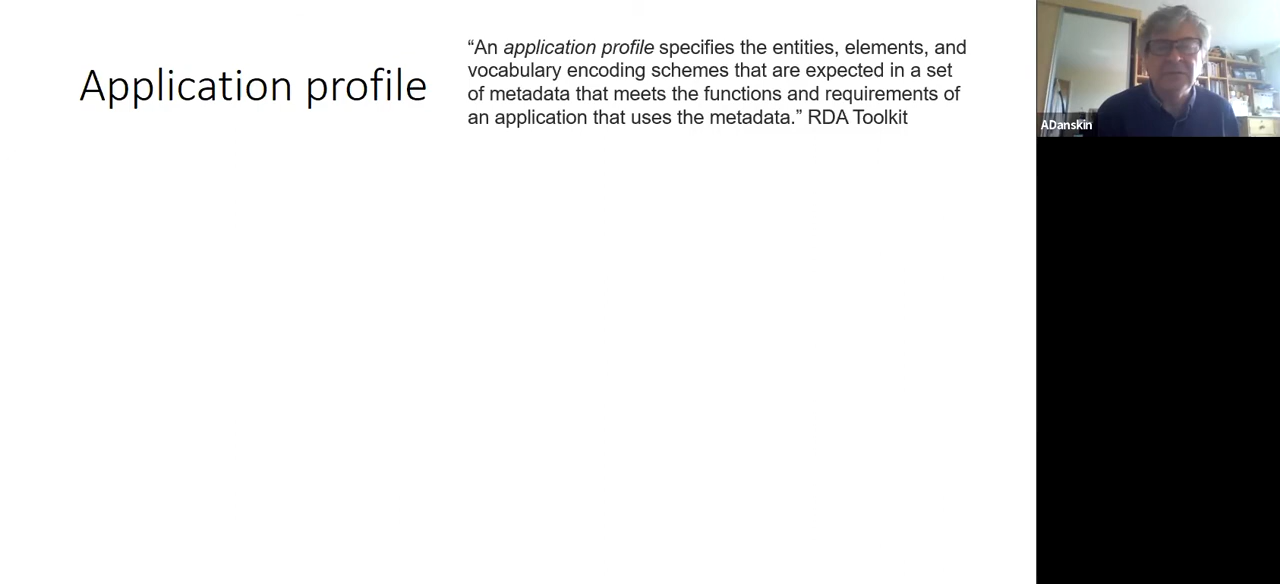 Application profile
“An application profile specifies the entities, elements, and
vocabulary encoding schemes that are expected in a set
of metadata that meets the functions and requirements of
an application that uses the metadata.” RDA Toolkit
ADanskin